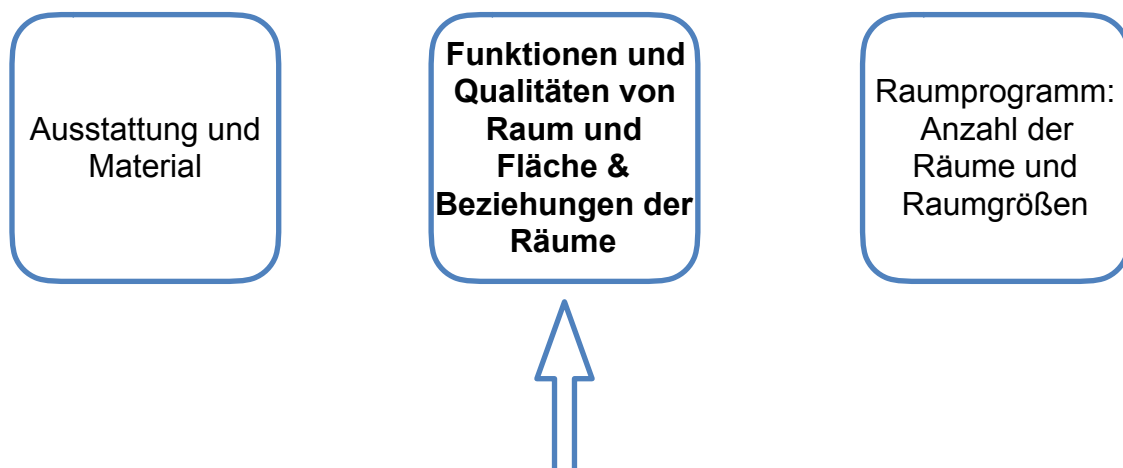 Ausstattung und
Material
Funktionen und
Qualitäten von
Raum und
Fläche &
Beziehungen der
Räume
Raumprogramm:
Anzahl der
Räume und
Raumgrößen